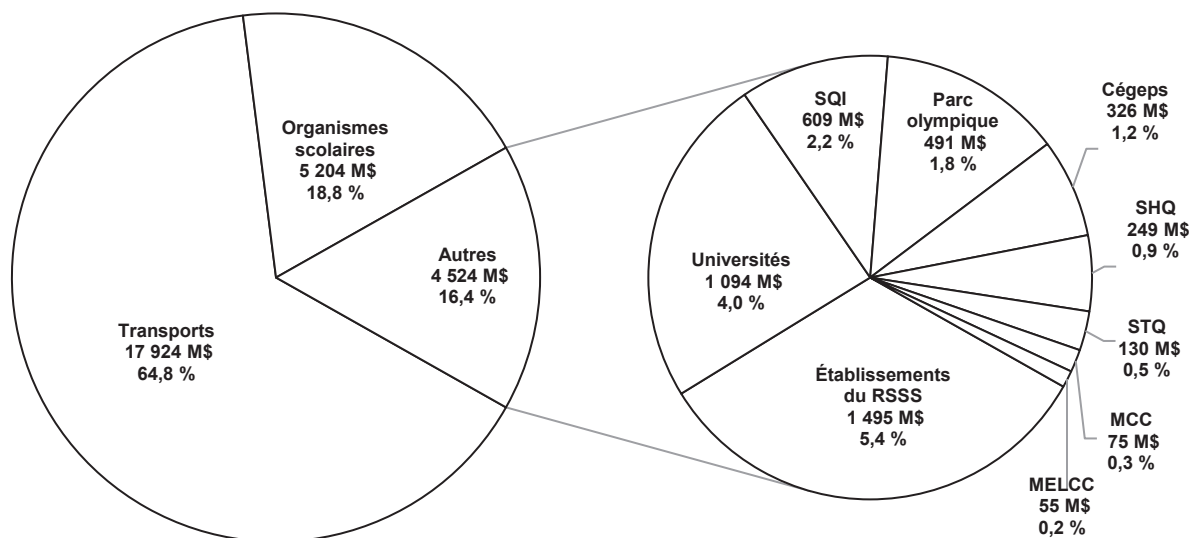 Organismes
scolaires
5 204 M$
18,8 %
Autres
4 524 M$
16,4 %
Transports
17 924 M$
64,8 %
SQI
609 M$
2,2 %
Parc
olympique
491 M$
1,8 %
Cégeps
326 M$
1,2 %
SHQ
249 M$
0,9 %
STQ
130 M$
0,5 %
MCC
75 M$
0,3 %
MELCC
55 M$
0,2 %
Établissements
du RSSS
1 495 M$
5,4 %
Universités
1 094 M$
4,0 %